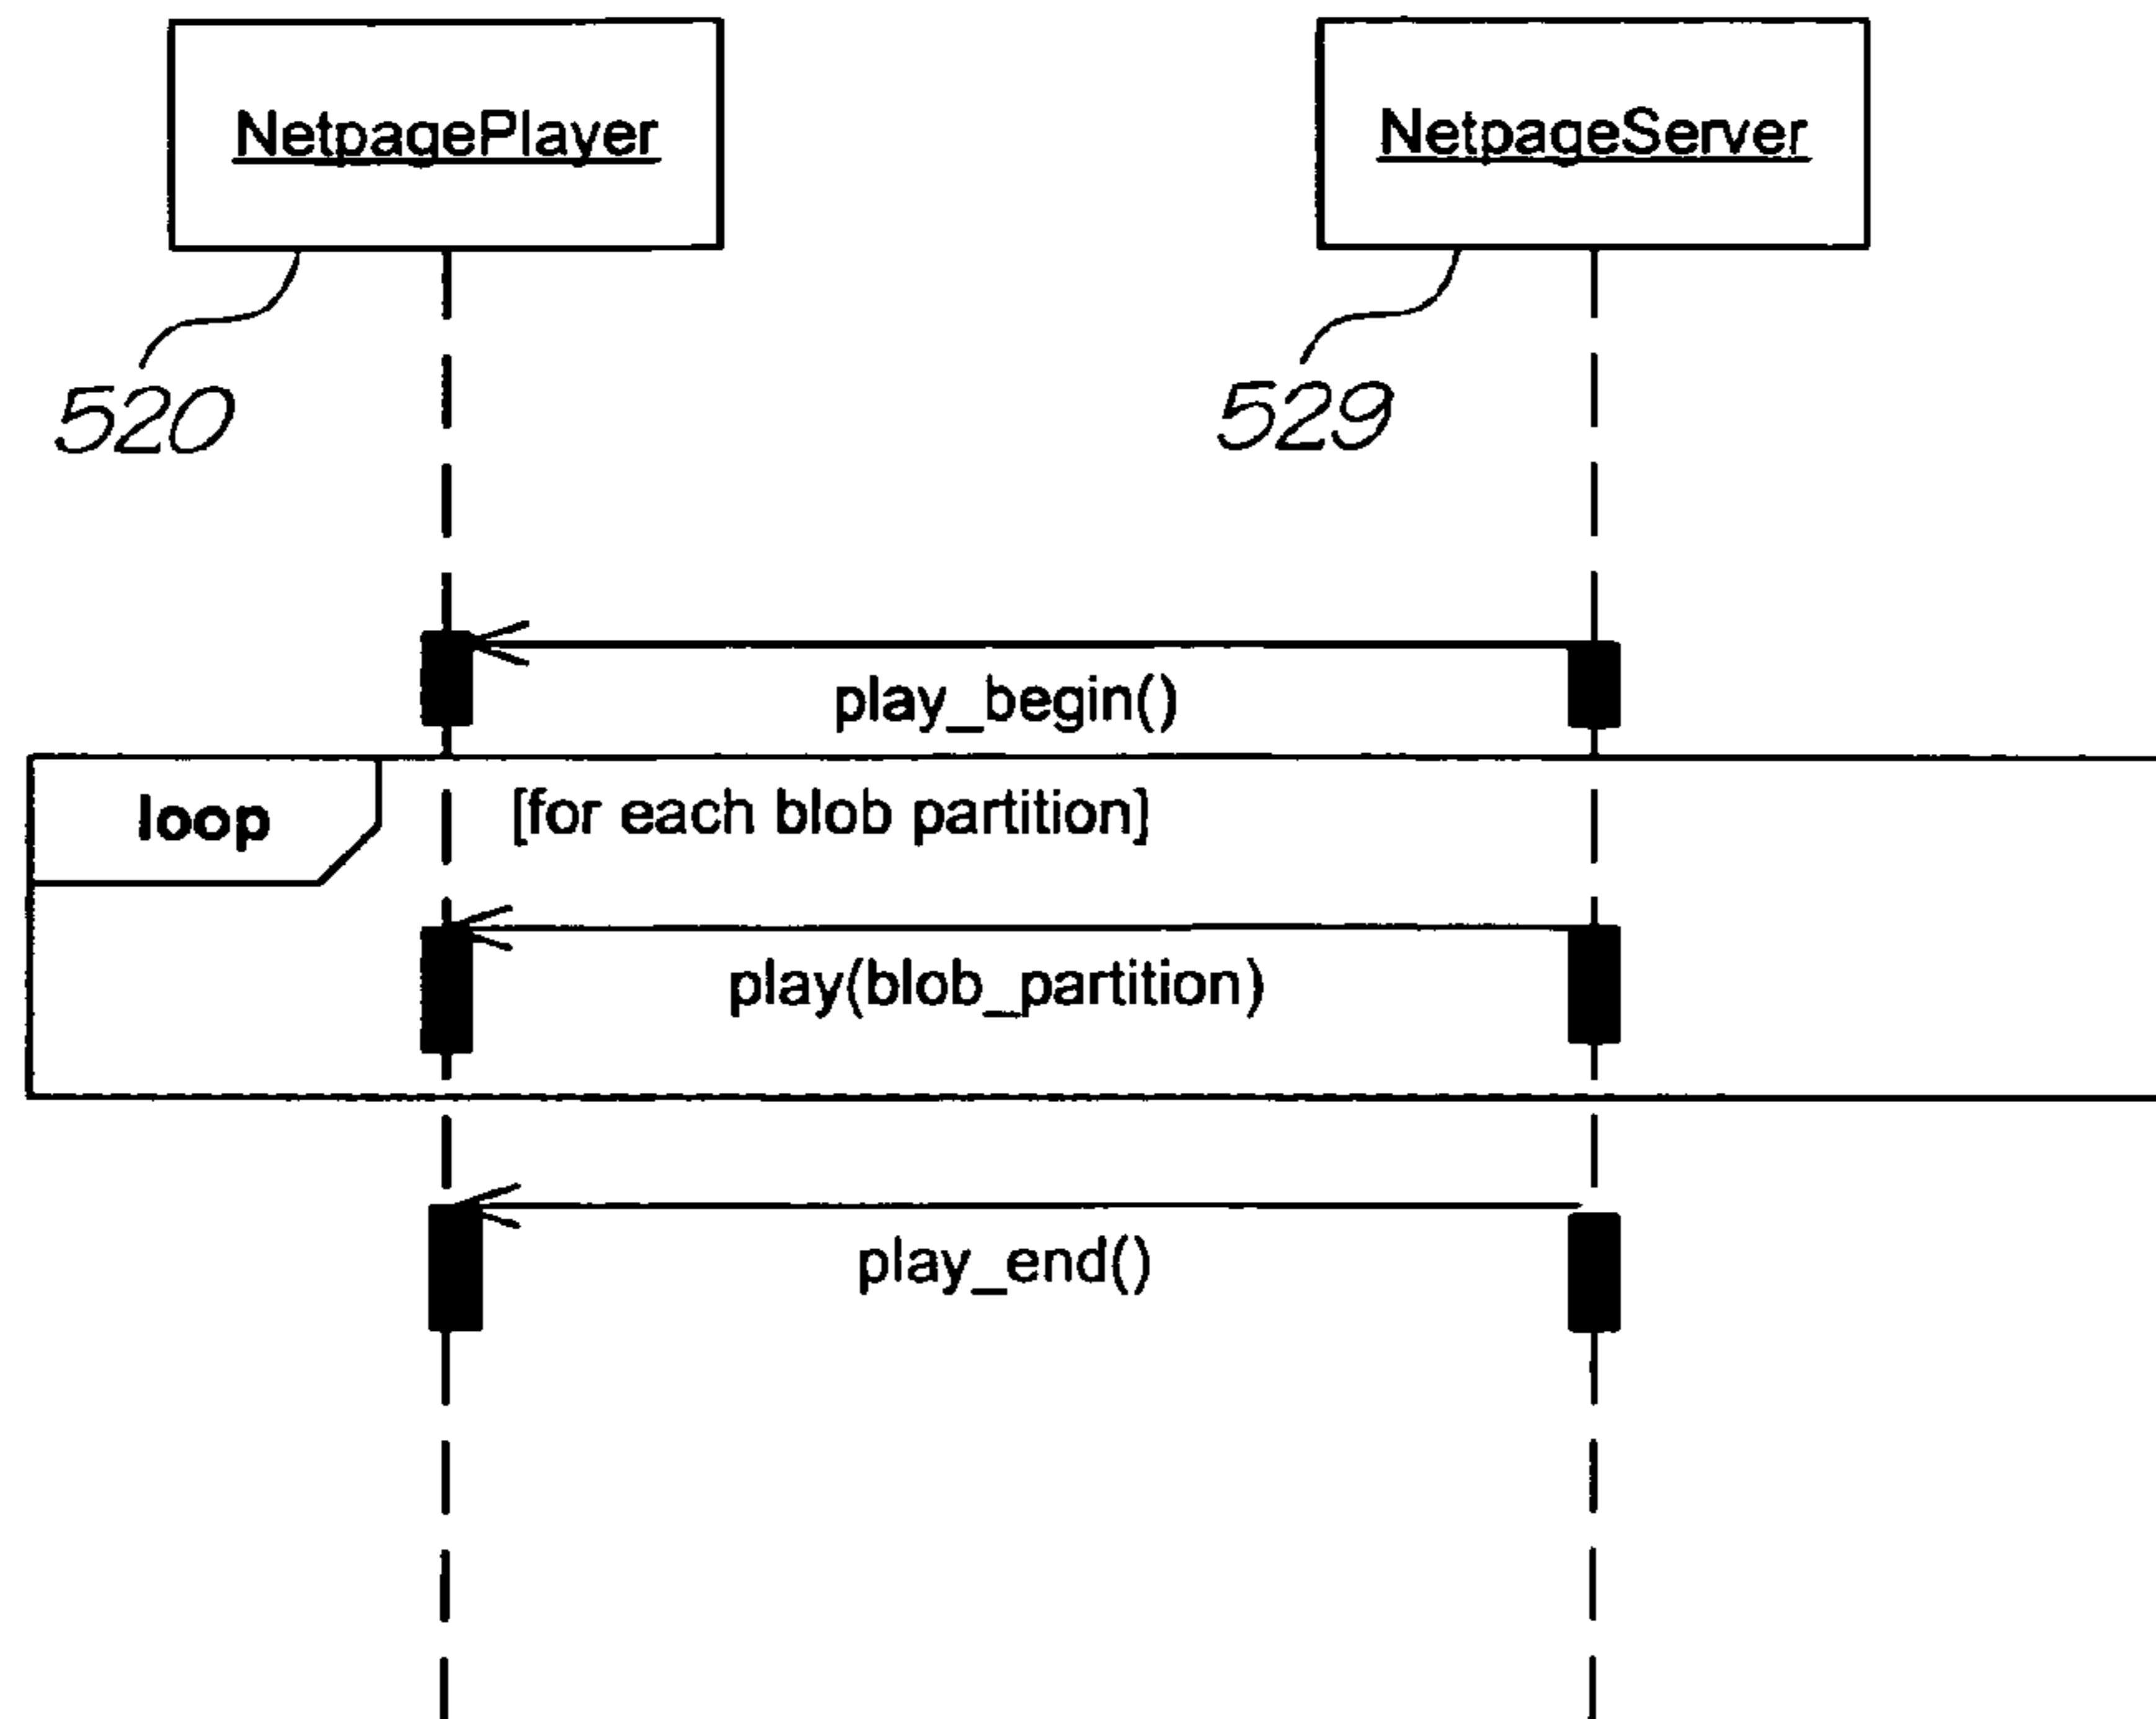 NetpagePlayer
NetpageServer
520
529
play_begin()
loop
[for each blob partition]
play(blob_partition)
play_end()